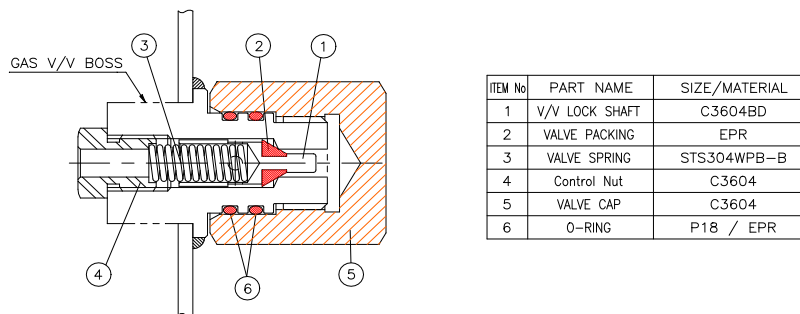 3
2
1
GAS V/V BOSS
4
6
5
ITEM No PART NAME SIZE/MATERIAL
1 V/V LOCK SHAFT C3604BD
2 VALVE PACKING EPR
3 VALVE SPRING STS304WPB-B
4 Control Nut C3604
5 VALVE CAP C3604
6 O-RING P18 / EPR